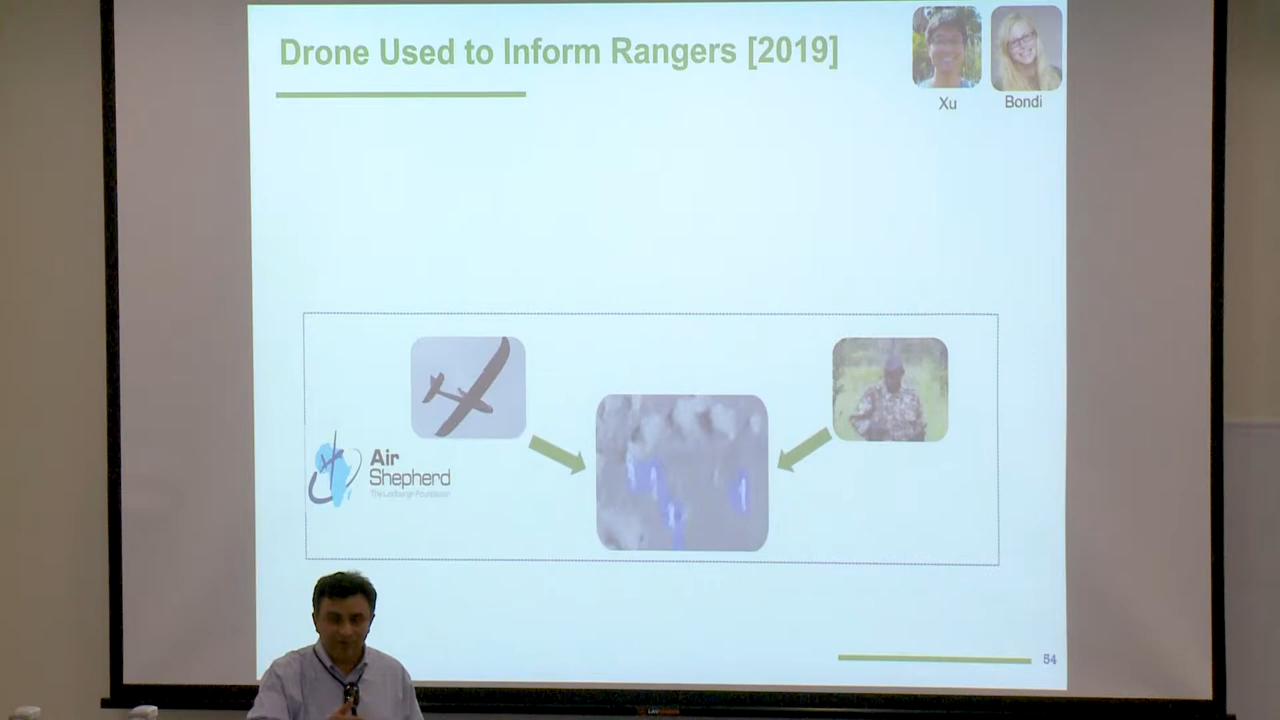 Drone Used to Inform Rangers [2019]
Xu
Bondi
Air
Shepherd
The Lindbergh Foundation
54